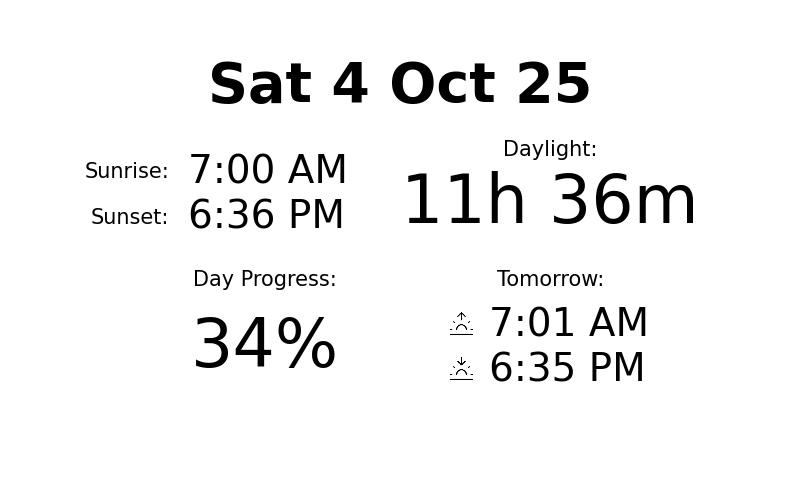 Sat 4 Oct 25
Sunrise: 7:00 AM
Sunset: 6:36 PM
Daylight:
11h 36m
Day Progress:
34%
Tomorrow:
7:01 AM
6:35 PM